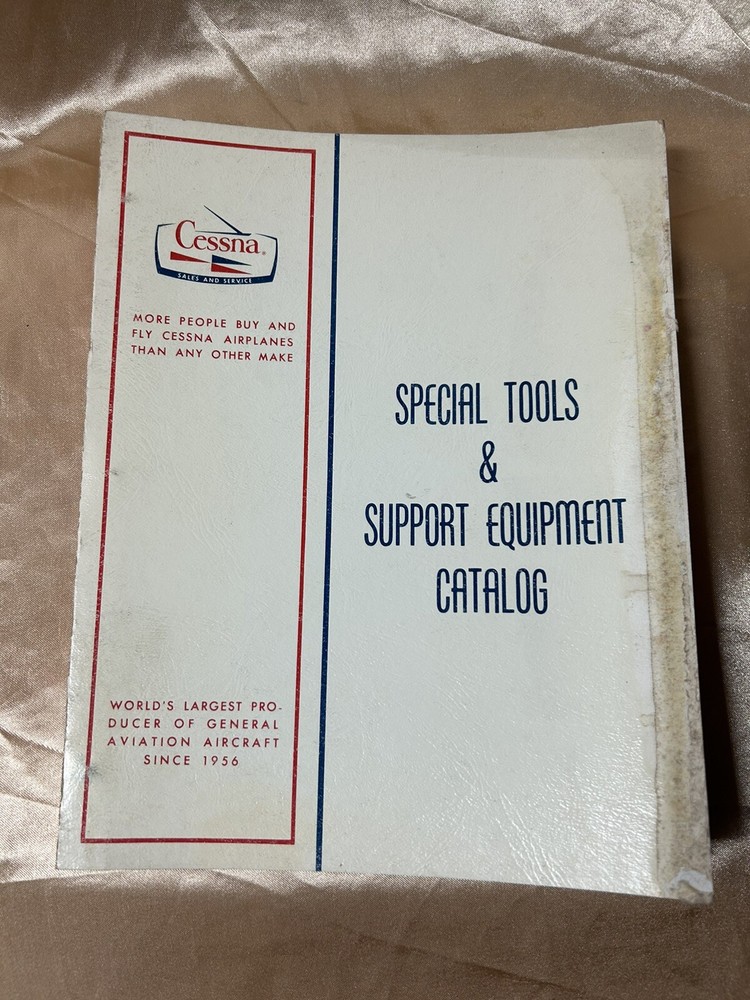 Cessna®
SALES AND SERVICE
MORE PEOPLE BUY AND
FLY CESSNA AIRPLANES
THAN ANY OTHER MAKE
WORLD'S LARGEST PRO-
DUCER OF GENERAL
AVIATION AIRCRAFT
SINCE 1956
SPECIAL TOOLS
&
SUPPORT EQUIPMENT
CATALOG